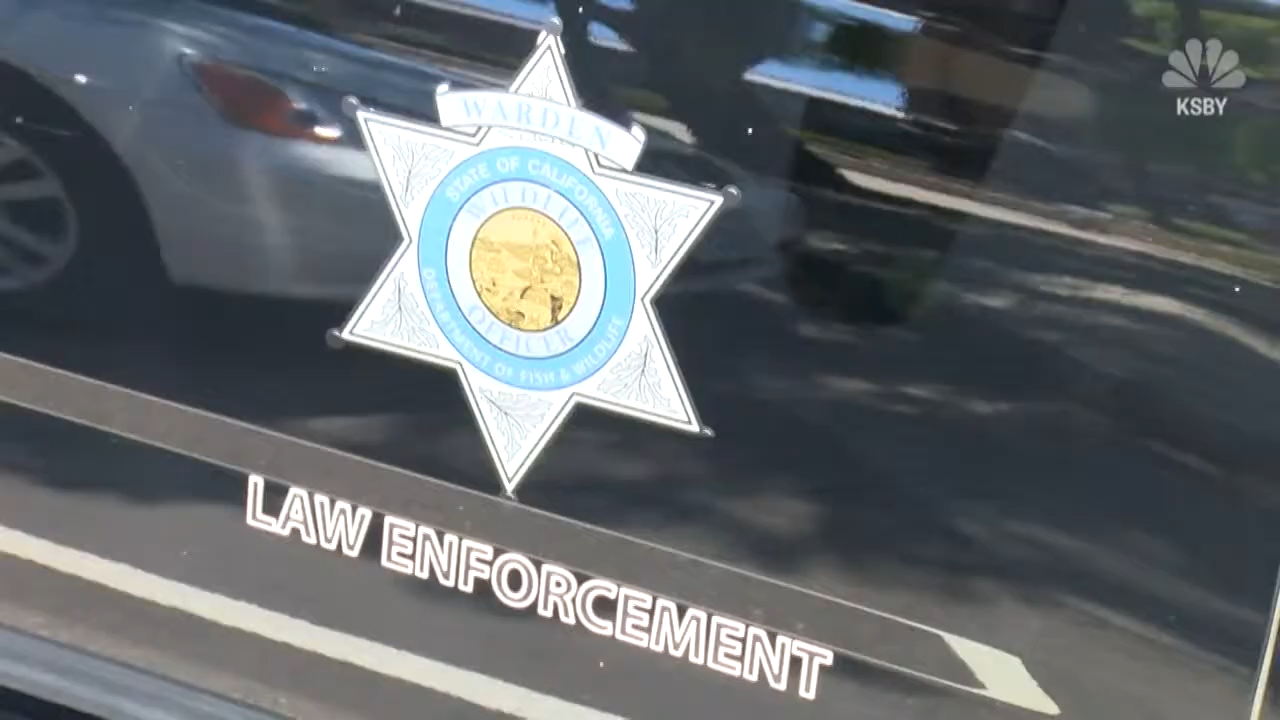 KSBY
WARDEN
STATE OF CALIFORNIA
WILDLIFE
OFFICER
DEPARTMENT OF FISH & WILDLIFE
LAW ENFORCEMENT